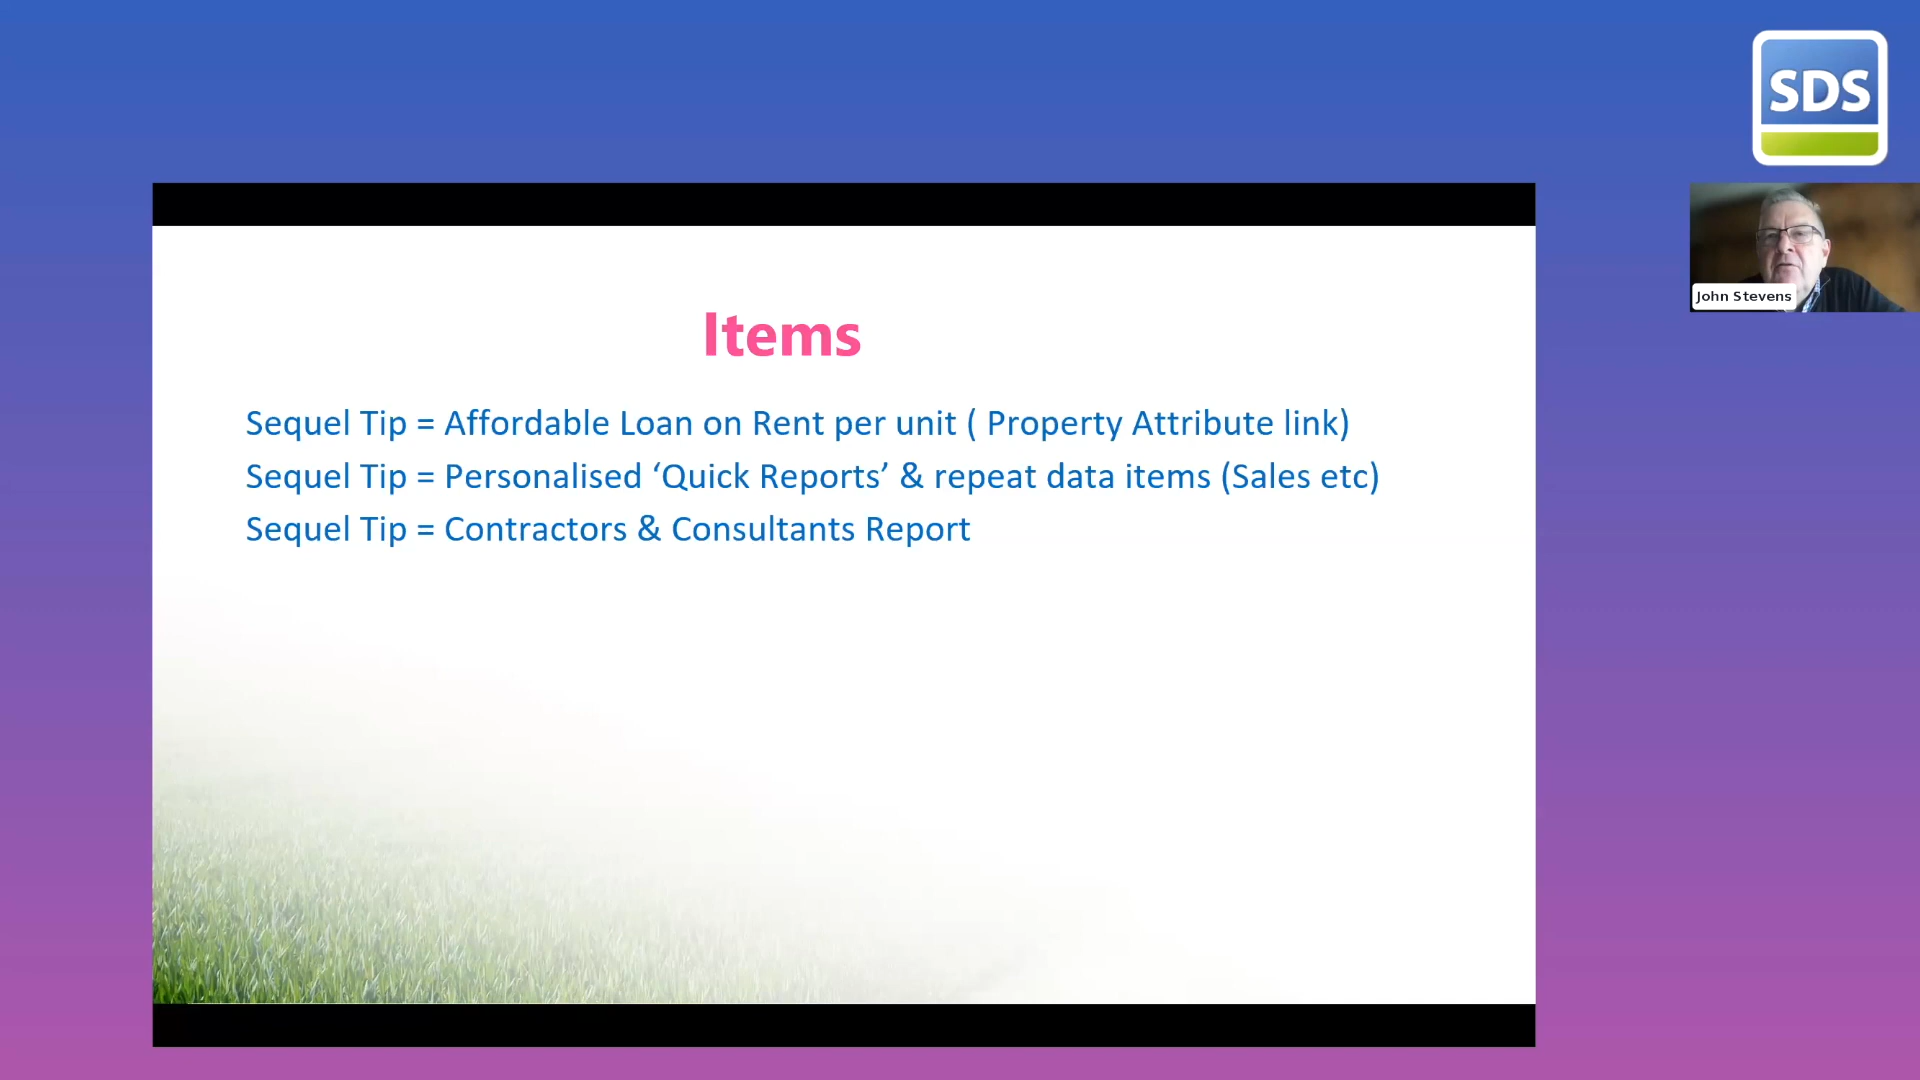 SDS
John Stevens
Items
Sequel Tip = Affordable Loan on Rent per unit ( Property Attribute link)
Sequel Tip = Personalised ‘Quick Reports’ & repeat data items (Sales etc)
Sequel Tip = Contractors & Consultants Report